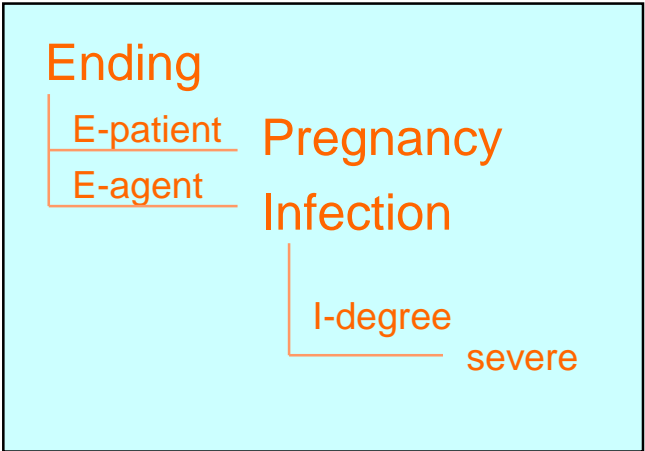 Ending
E-patient Pregnancy
E-agent Infection
I-degree
severe